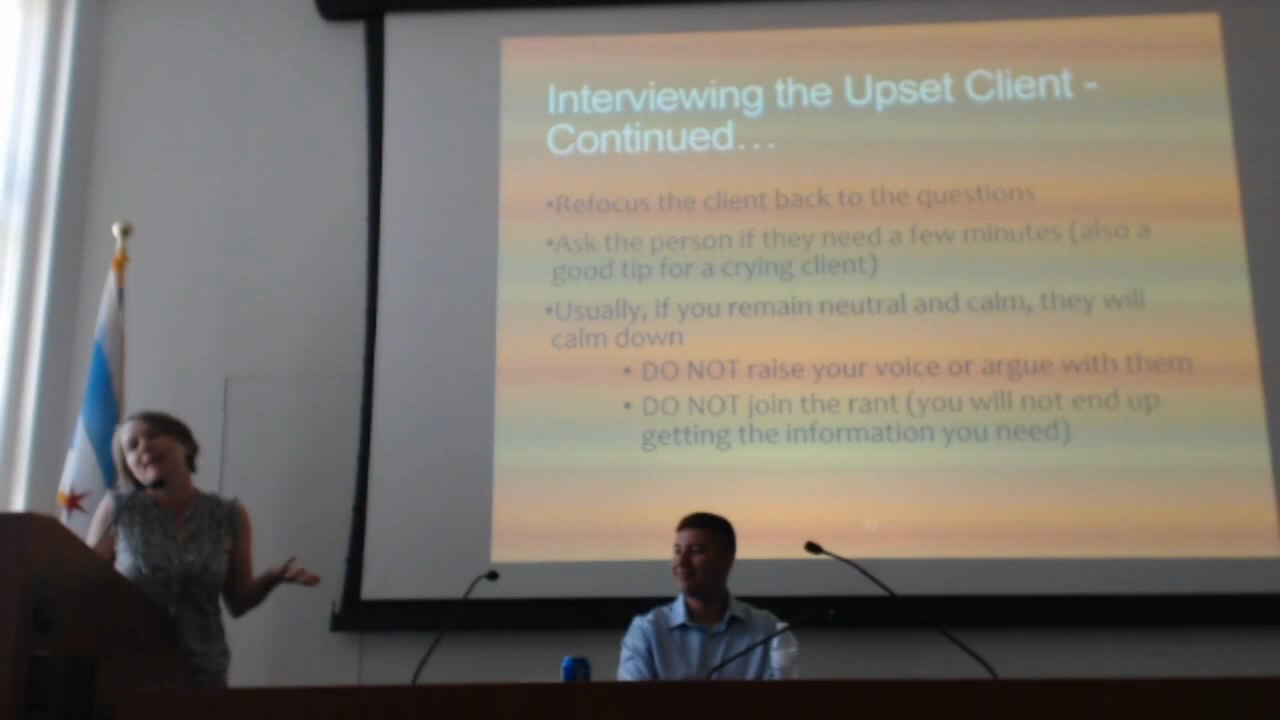 Interviewing the Upset Client -
Continued...
•Refocus the client back to the questions
•Ask the person if they need a few minutes (also a
good tip for a crying client)
•Usually, if you remain neutral and calm, they will
calm down
• DO NOT raise your voice or argue with them
• DO NOT join the rant (you will not end up
getting the information you need)